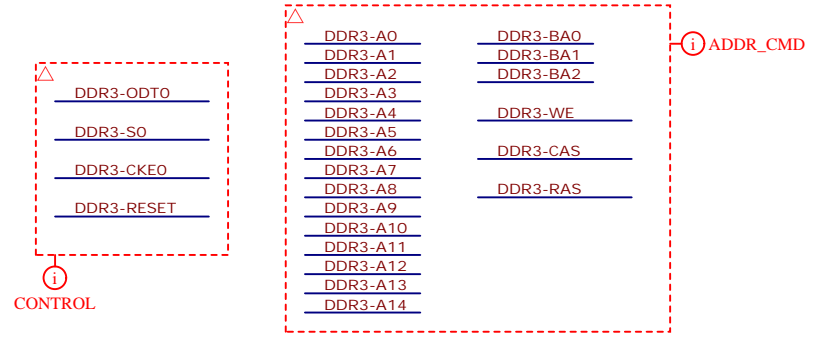 DDR3-ODT0
DDR3-S0
DDR3-CKE0
DDR3-RESET
i
CONTROL
DDR3-A0
DDR3-A1
DDR3-A2
DDR3-A3
DDR3-A4
DDR3-A5
DDR3-A6
DDR3-A7
DDR3-A8
DDR3-A9
DDR3-A10
DDR3-A11
DDR3-A12
DDR3-A13
DDR3-A14
DDR3-BA0
DDR3-BA1
DDR3-BA2
DDR3-WE
DDR3-CAS
DDR3-RAS
i ADDR_CMD